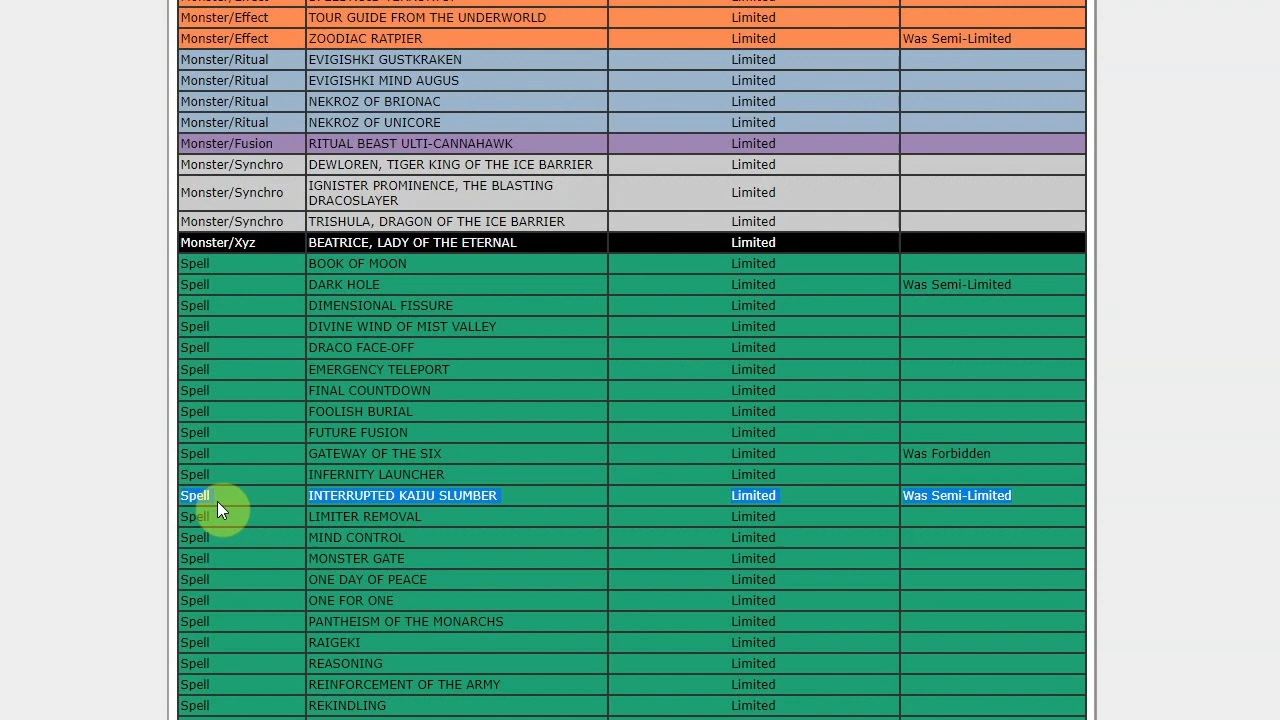 Monster/Effect TOUR GUIDE FROM THE UNDERWORLD Limited
Monster/Effect ZOODIAC RATPIER Limited Was Semi-Limited
Monster/Ritual EVIGISHKI GUSTKRAKEN Limited
Monster/Ritual EVIGISHKI MIND AUGUS Limited
Monster/Ritual NEKROZ OF BRIONAC Limited
Monster/Ritual NEKROZ OF UNICORE Limited
Monster/Fusion RITUAL BEAST ULTI-CANNAHAWK Limited
Monster/Synchro DEWLOREN, TIGER KING OF THE ICE BARRIER Limited
Monster/Synchro IGNISTER PROMINENCE, THE BLASTING Limited
DRACOSLAYER
Monster/Synchro TRISHULA, DRAGON OF THE ICE BARRIER Limited
Monster/Xyz BEATRICE, LADY OF THE ETERNAL Limited
Spell BOOK OF MOON Limited
Spell DARK HOLE Limited Was Semi-Limited
Spell DIMENSIONAL FISSURE Limited
Spell DIVINE WIND OF MIST VALLEY Limited
Spell DRACO FACE-OFF Limited
Spell EMERGENCY TELEPORT Limited
Spell FINAL COUNTDOWN Limited
Spell FOOLISH BURIAL Limited
Spell FUTURE FUSION Limited
Spell GATEWAY OF THE SIX Limited Was Forbidden
Spell INFERNITY LAUNCHER Limited
Spell INTERRUPTED KAIJU SLUMBER Limited Was Semi-Limited
Spell LIMITER REMOVAL Limited
Spell MIND CONTROL Limited
Spell MONSTER GATE Limited
Spell ONE DAY OF PEACE Limited
Spell ONE FOR ONE Limited
Spell PANTHEISM OF THE MONARCHS Limited
Spell RAIGEKI Limited
Spell REASONING Limited
Spell REINFORCEMENT OF THE ARMY Limited
Spell REKINDLING Limited